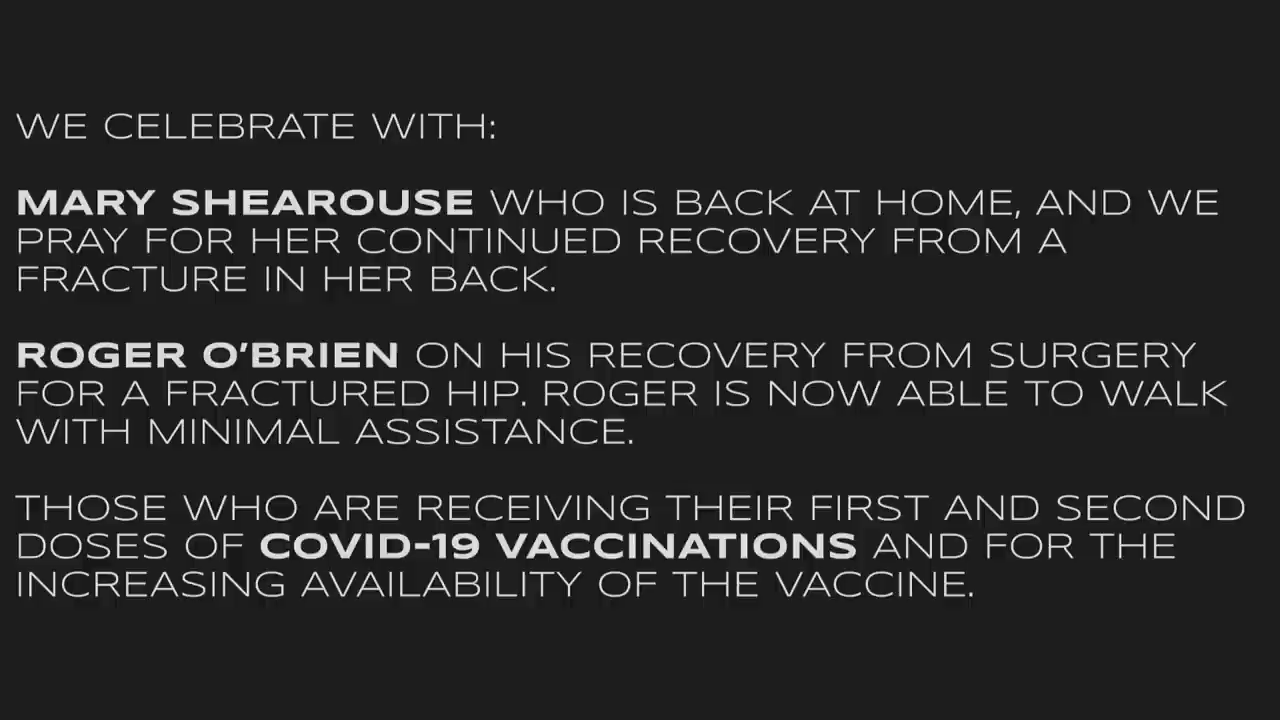 WE CELEBRATE WITH:
MARY SHEAROUSE WHO IS BACK AT HOME, AND WE
PRAY FOR HER CONTINUED RECOVERY FROM A
FRACTURE IN HER BACK.
ROGER O'BRIEN ON HIS RECOVERY FROM SURGERY
FOR A FRACTURED HIP. ROGER IS NOW ABLE TO WALK
WITH MINIMAL ASSISTANCE.
THOSE WHO ARE RECEIVING THEIR FIRST AND SECOND
DOSES OF COVID-19 VACCINATIONS AND FOR THE
INCREASING AVAILABILITY OF THE VACCINE.